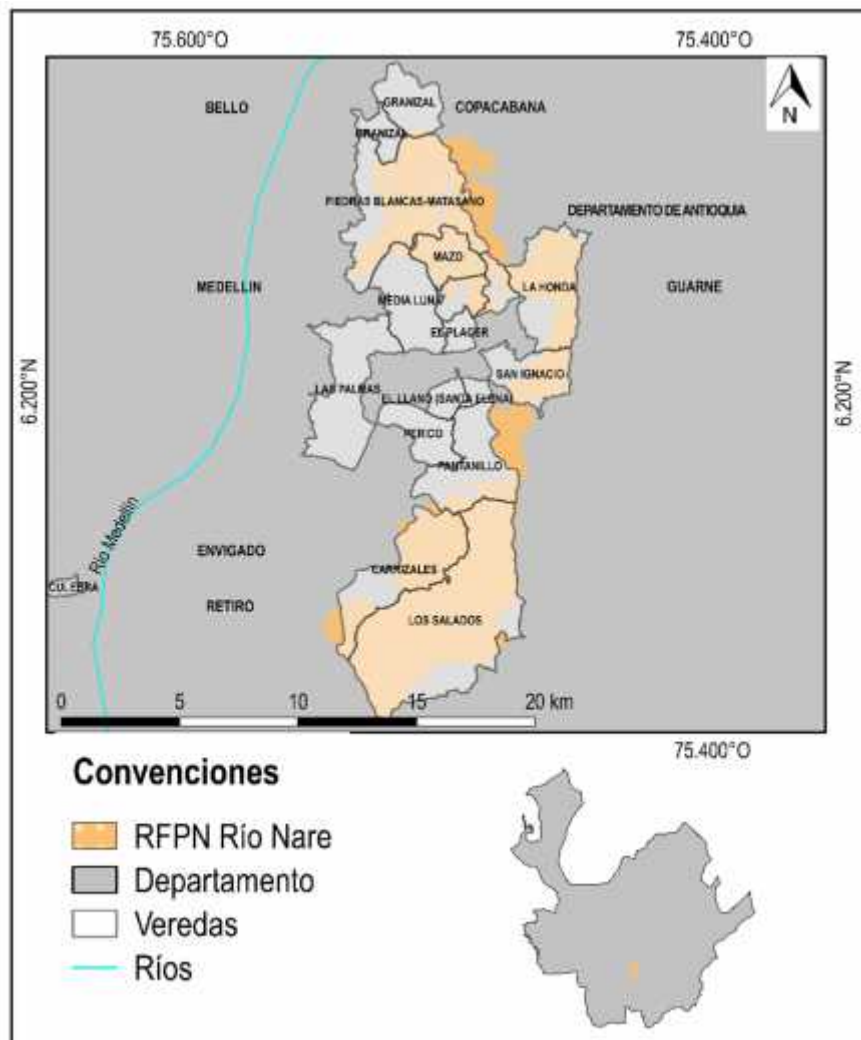 75.600°O
75.400°O
GRANIZAL
BELLO
COPACABANA
N
GRANIZAL
PIEDRAS BLANCAS-MATASANO
DEPARTAMENTO DE ANTIOQUIA
MAZO
MEDELLIN
LA HONDA
GUARNE
MEDIA LUNA
EL PLACER
6.200°N
6.200°N
SAN IGNACIO
LAS PALMAS
EL LLANO (SANTA ELENA)
PERICO
PANTANILLO
Río Medellin
ENVIGADO
CARRIZALES
CULEBRA
RETIRO
LOS SALADOS
0 5 10 15 20 km
75.400°O
Convenciones
RFPN Río Nare
Departamento
Veredas
Ríos